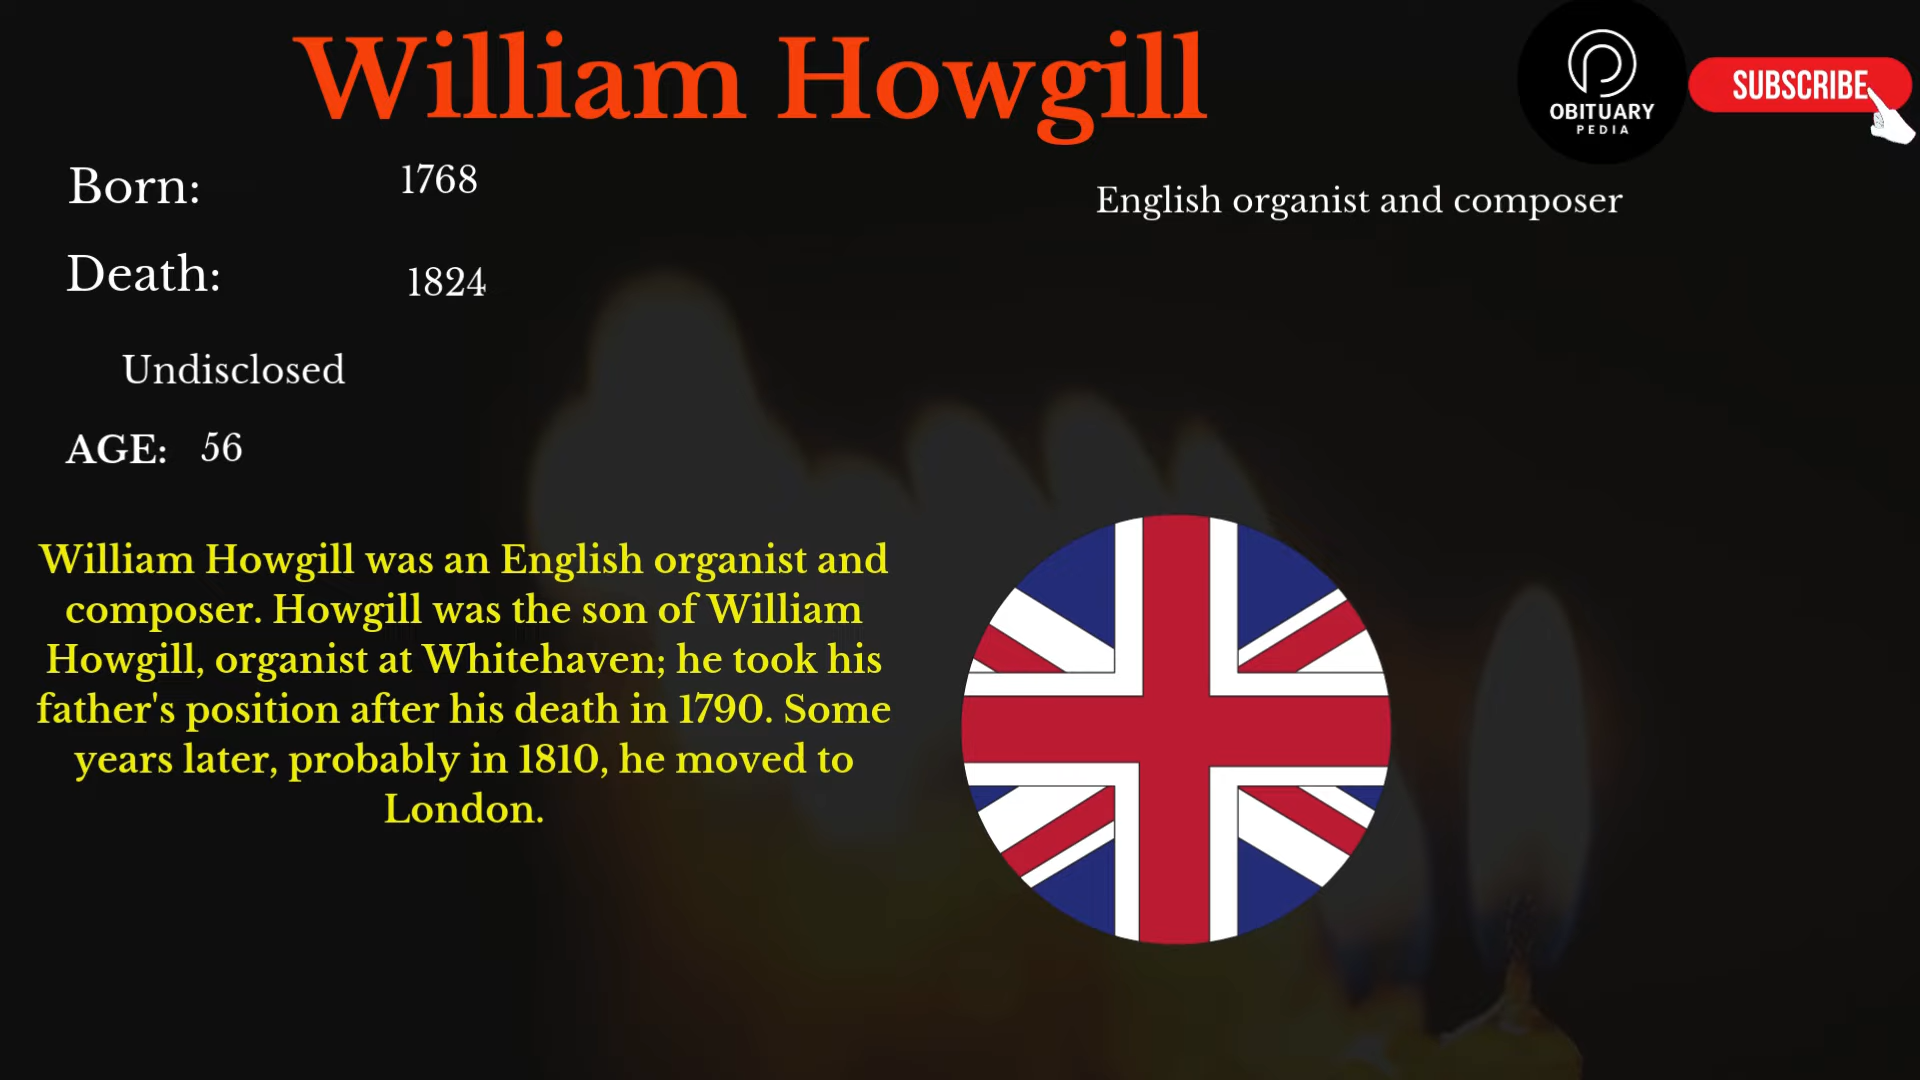 William Howgill
OBITUARY
PEDIA
SUBSCRIBE
Born: 1768
English organist and composer
Death: 1824
Undisclosed
AGE: 56
William Howgill was an English organist and
composer. Howgill was the son of William
Howgill, organist at Whitehaven; he took his
father's position after his death in 1790. Some
years later, probably in 1810, he moved to
London.